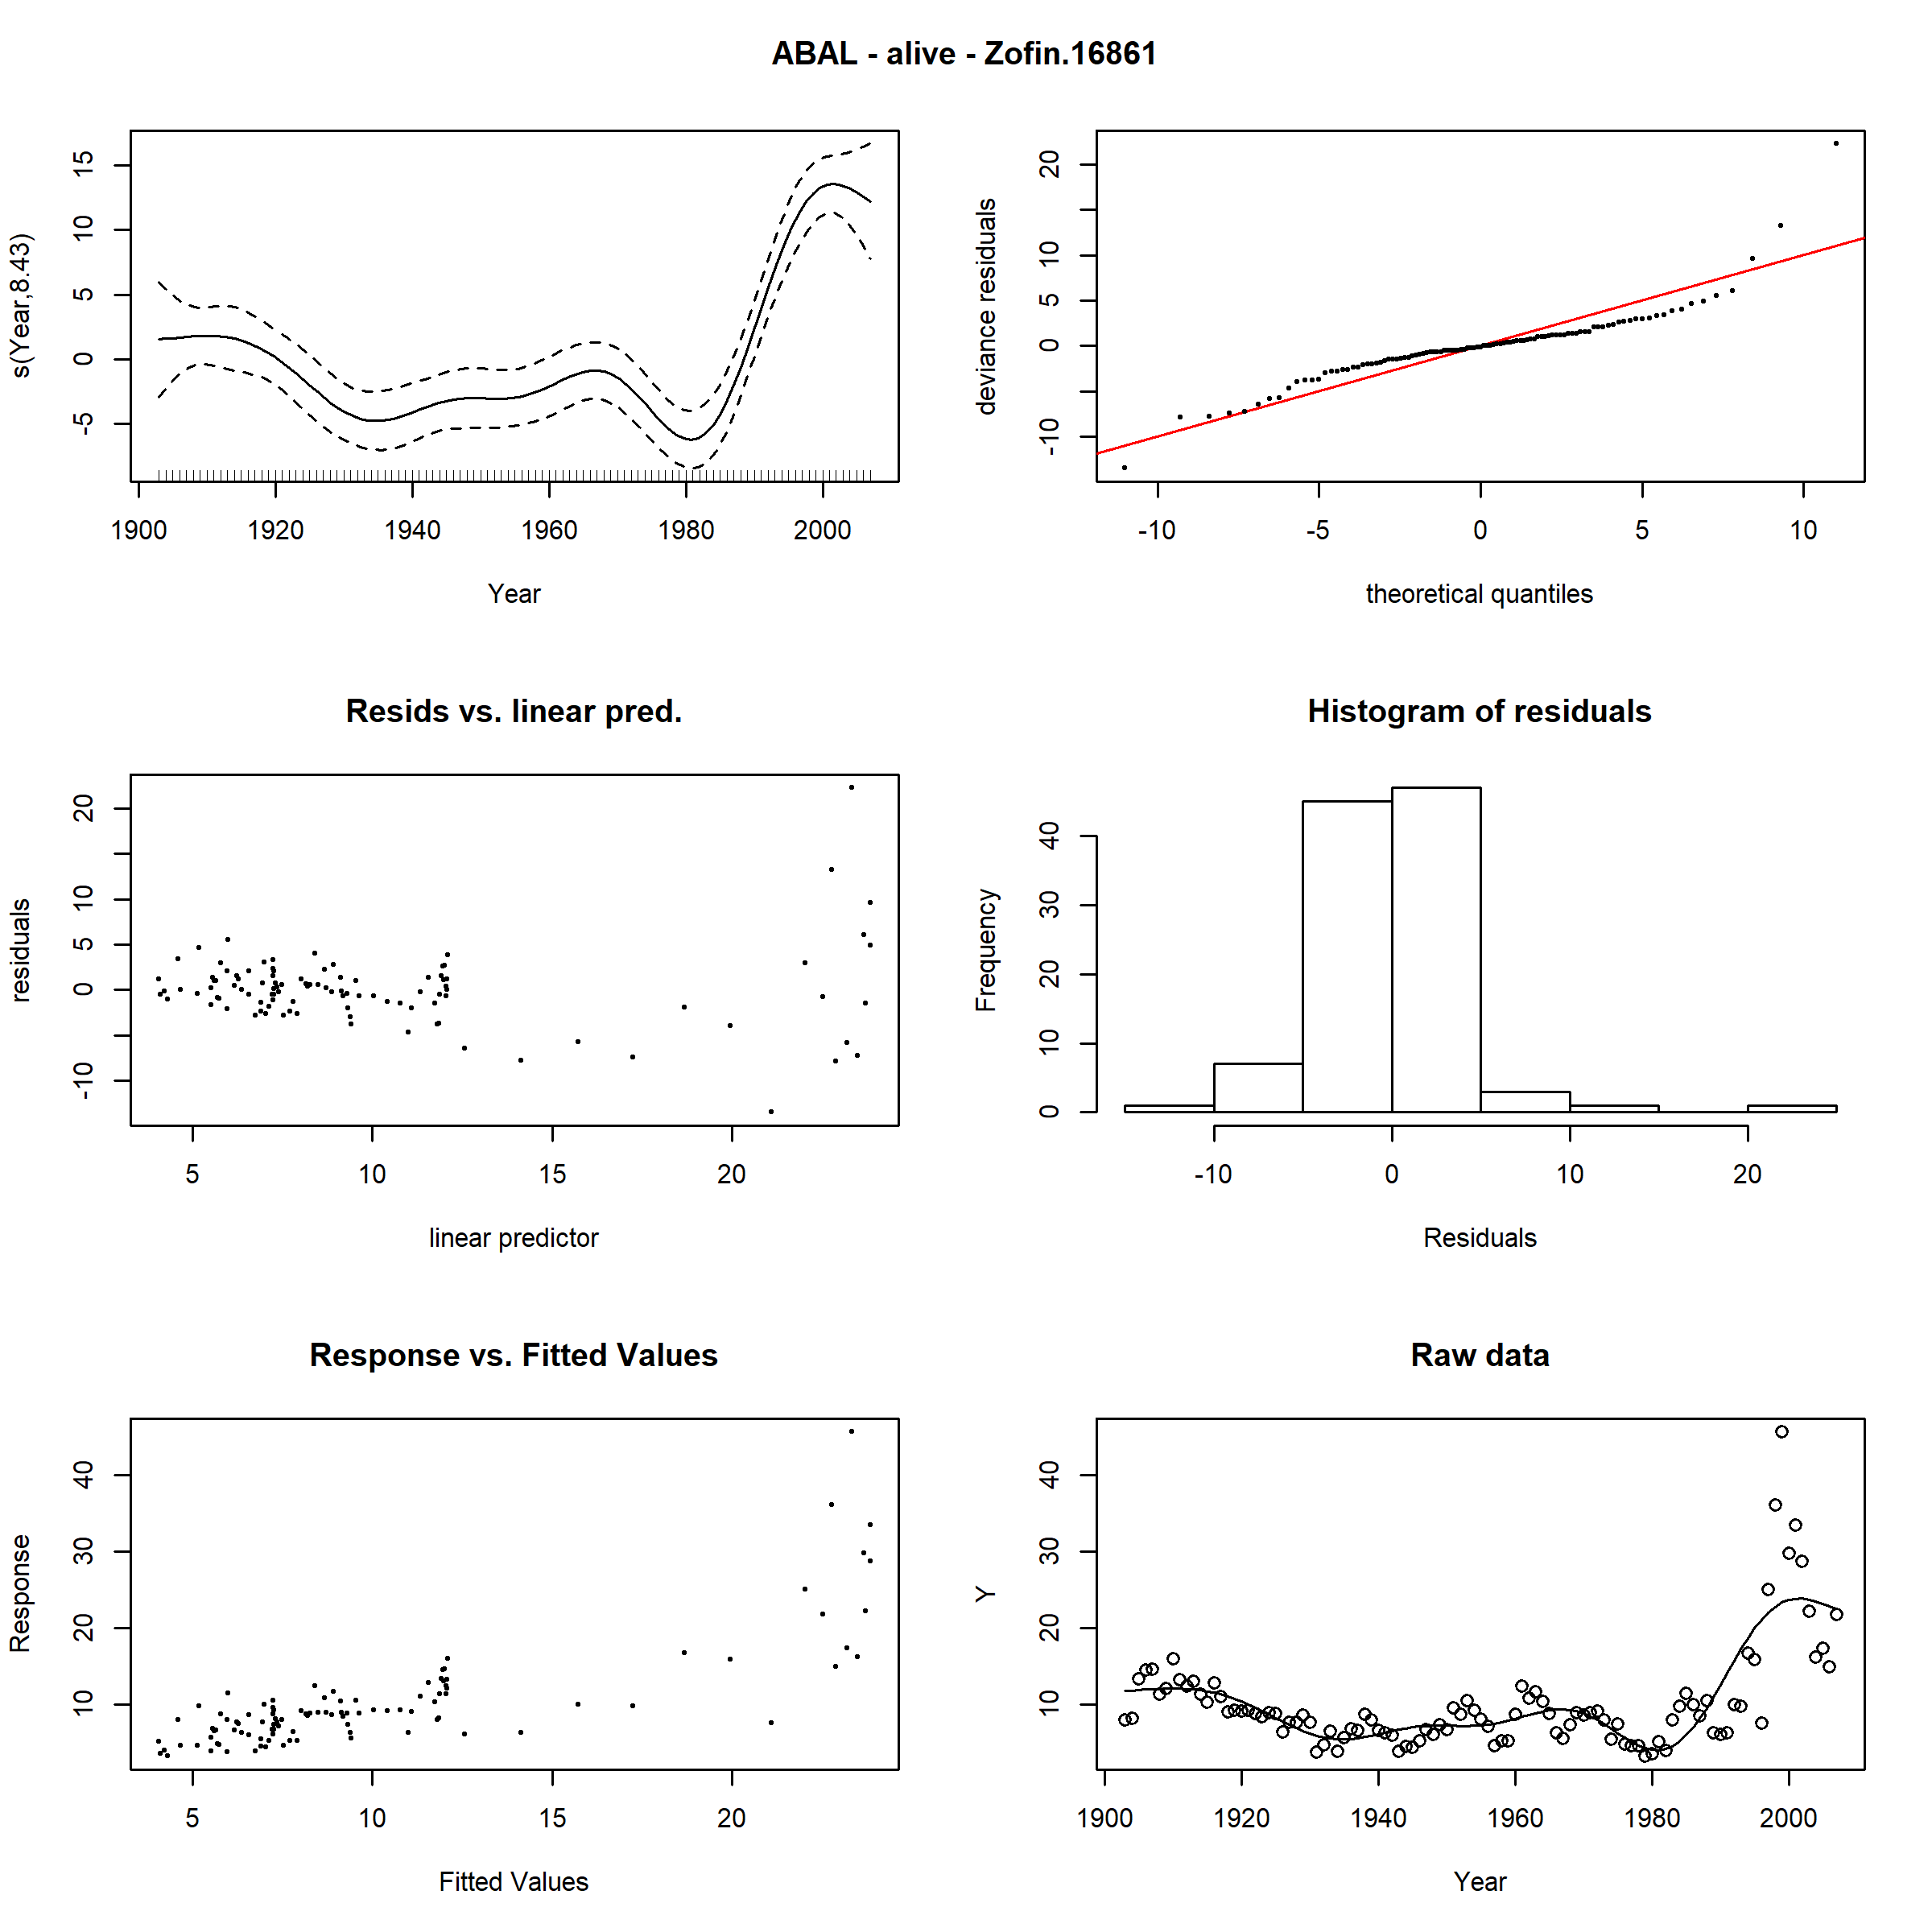 ABAL - alive - Zofin.16861
s(Year,8.43)
-5 0 5 10 15
1900 1920 1940 1960 1980 2000
Year
deviance residuals
-10 0 5 10 20
-10 -5 0 5 10
theoretical quantiles
Resids vs. linear pred.
residuals
-10 0 5 10 20
5 10 15 20
linear predictor
Histogram of residuals
Frequency
0 10 20 30 40
-10 0 10 20
Residuals
Response vs. Fitted Values
Response
10 20 30 40
5 10 15 20
Fitted Values
Raw data
Y
10 20 30 40
1900 1920 1940 1960 1980 2000
Year